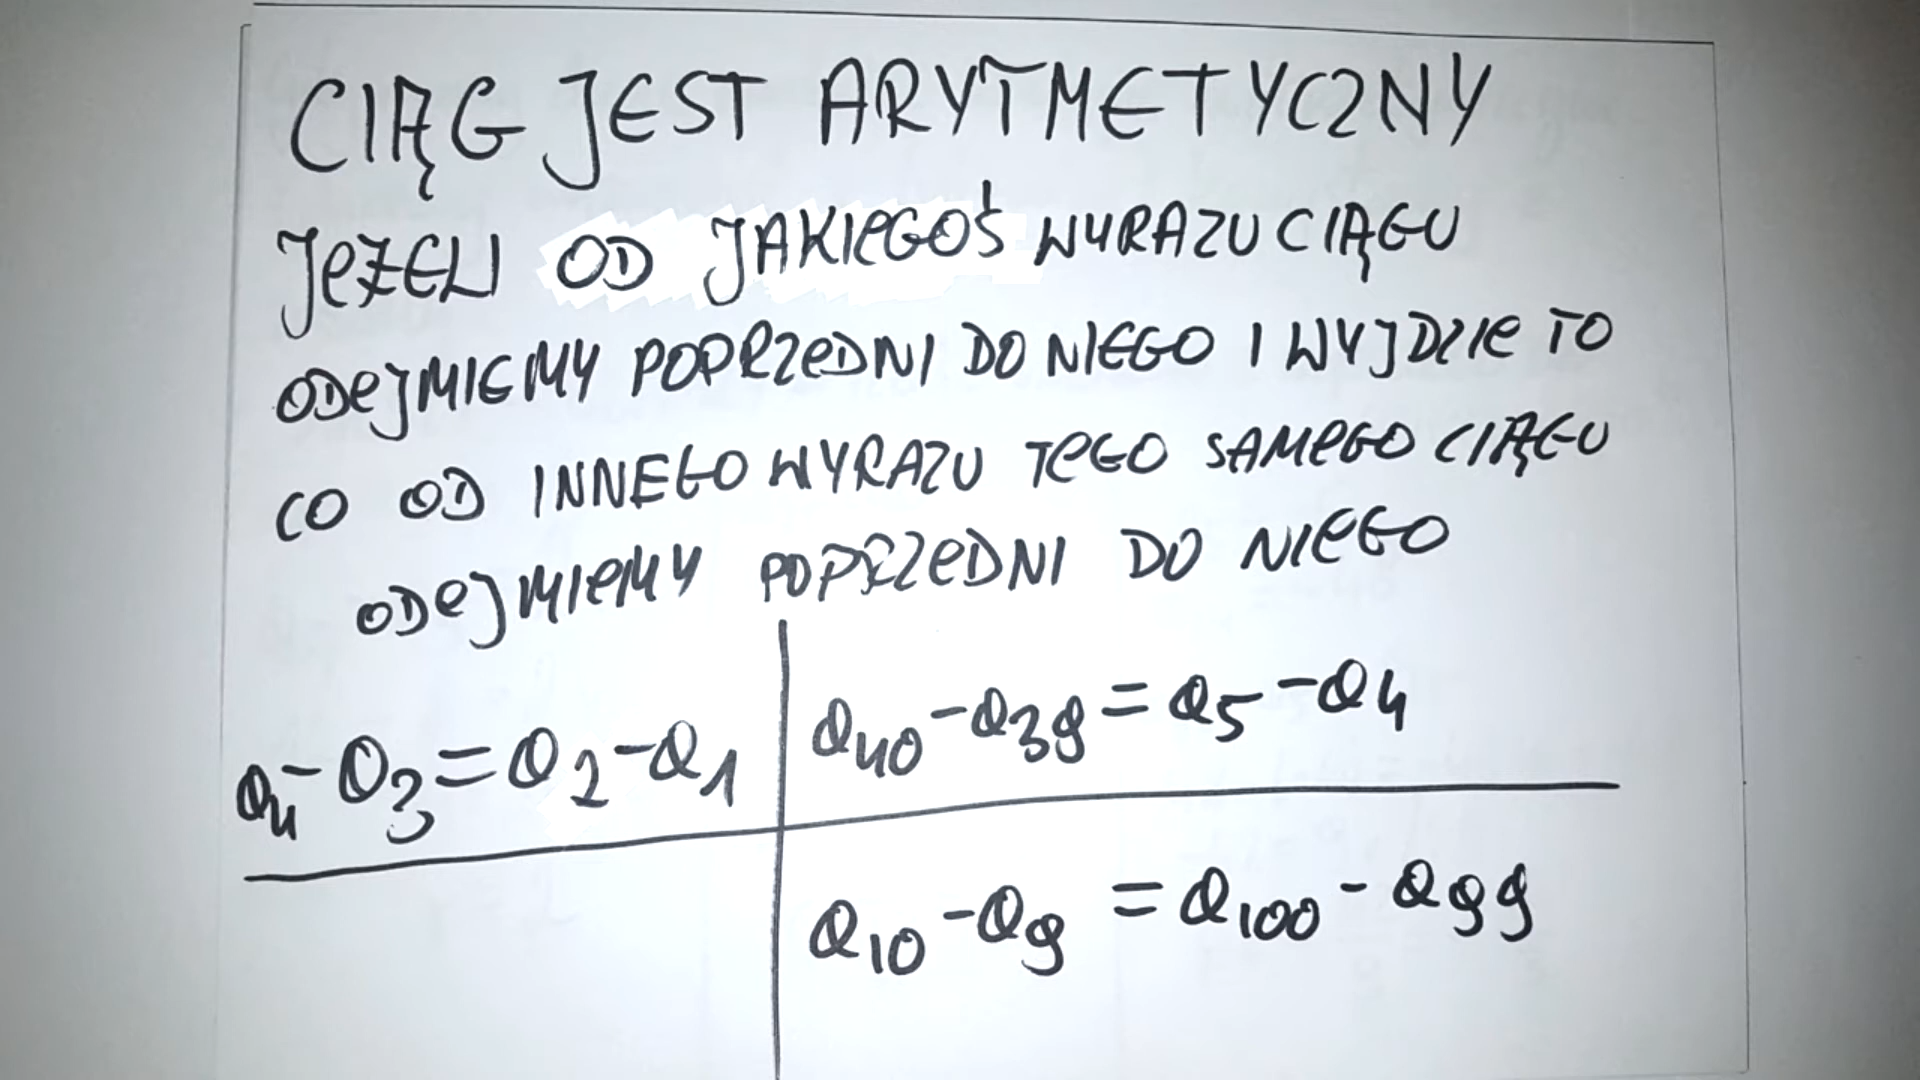 CIĄG JEST ARYTMETYCZNY
JEŻELI OD JAKIEGOŚ WYRAZU CIĄGU
ODEJMIEMY POPRZEDNI DO NIEGO I WYJDZIE TO
CO OD INNEGO WYRAZU TEGO SAMEGO CIĄGU
ODEJMIEMY POPRZEDNI DO NIEGO
a₄-a₃=a₂-a₁
a₄₀-a₃₉=a₅-a₄
a₁₀-a₉=a₁₀₀-a₉₉